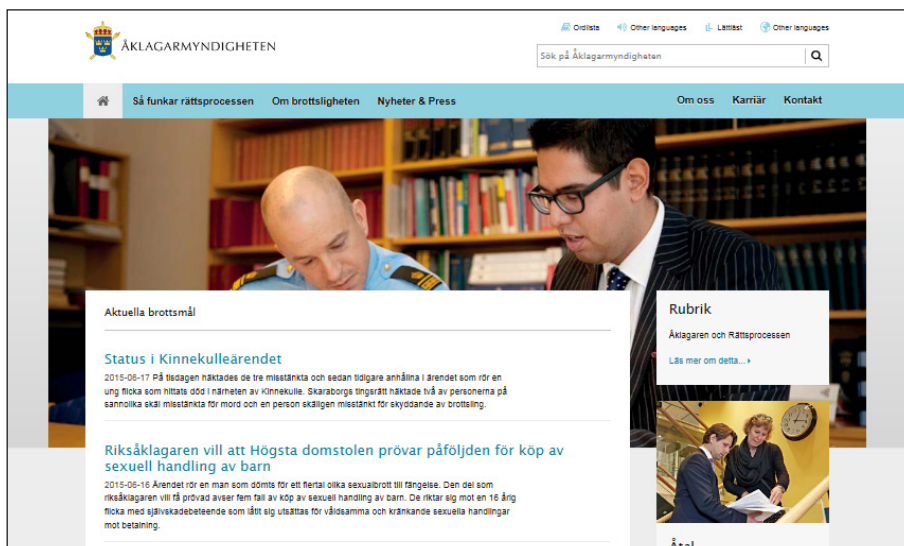 Ordlista Other languages Lättläst Other languages
ÅKLAGARMYNDIGHETEN
Sök på Åklagarmyndigheten
Så funkar rättsprocessen Om brottsligheten Nyheter & Press Om oss Karriär Kontakt
Aktuella brottsmål
Status i Kinnekulleärendet
2015-06-17 På tisdagen häktades de tre misstänkta och sedan tidigare anhållna i ärendet som rör en
ung flicka som hittats död i närheten av Kinnekulle. Skaraborgs tingsrätt häktade två av personerna på
sannolika skäl misstänkta för mord och en person skäligen misstänkt för skyddande av brottsling.
Riksåklagaren vill att Högsta domstolen prövar påföljden för köp av
sexuell handling av barn
2015-06-16 Ärendet rör en man som dömts för ett flertal olika sexualbrott till fängelse. Den del som
riksåklagaren vill få prövad avser fem fall av köp av sexuell handling av barn. De riktar sig mot en 16 årig
flicka med självskadebeteende som låtit sig utsättas för våldsamma och kränkande sexuella handlingar
mot betalning.
Rubrik
Åklagaren och Rättsprocessen
Läs mer om detta...
Åtal